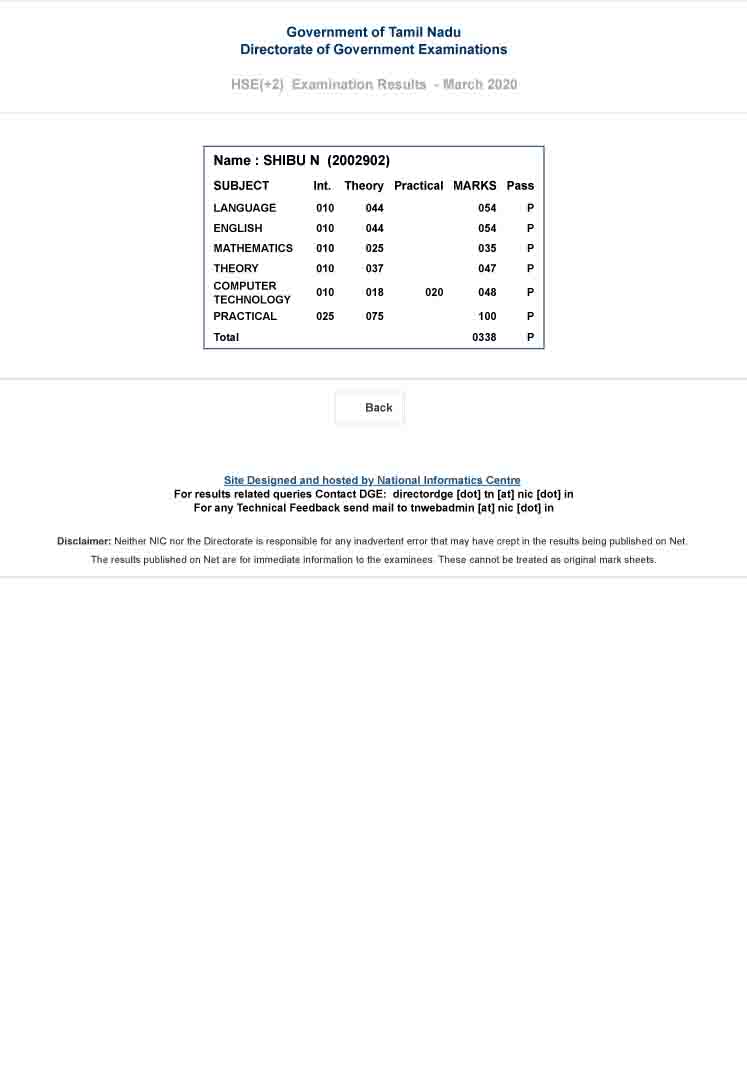 Government of Tamil Nadu
Directorate of Government Examinations
HSE(+2) Examination Results - March 2020
Name : SHIBU N (2002902)
SUBJECT Int. Theory Practical MARKS Pass
LANGUAGE 010 044 054 P
ENGLISH 010 044 054 P
MATHEMATICS 010 025 035 P
THEORY 010 037 047 P
COMPUTER
TECHNOLOGY 010 018 020 048 P
PRACTICAL 025 075 100 P
Total 0338 P
Back
Site Designed and hosted by National Informatics Centre
For results related queries Contact DGE: directordge [dot] tn [at] nic [dot] in
For any Technical Feedback send mail to tnwebadmin [at] nic [dot] in
Disclaimer: Neither NIC nor the Directorate is responsible for any inadvertent error that may have crept in the results being published on Net.
The results published on Net are for immediate information to the examinees. These cannot be treated as original mark sheets.